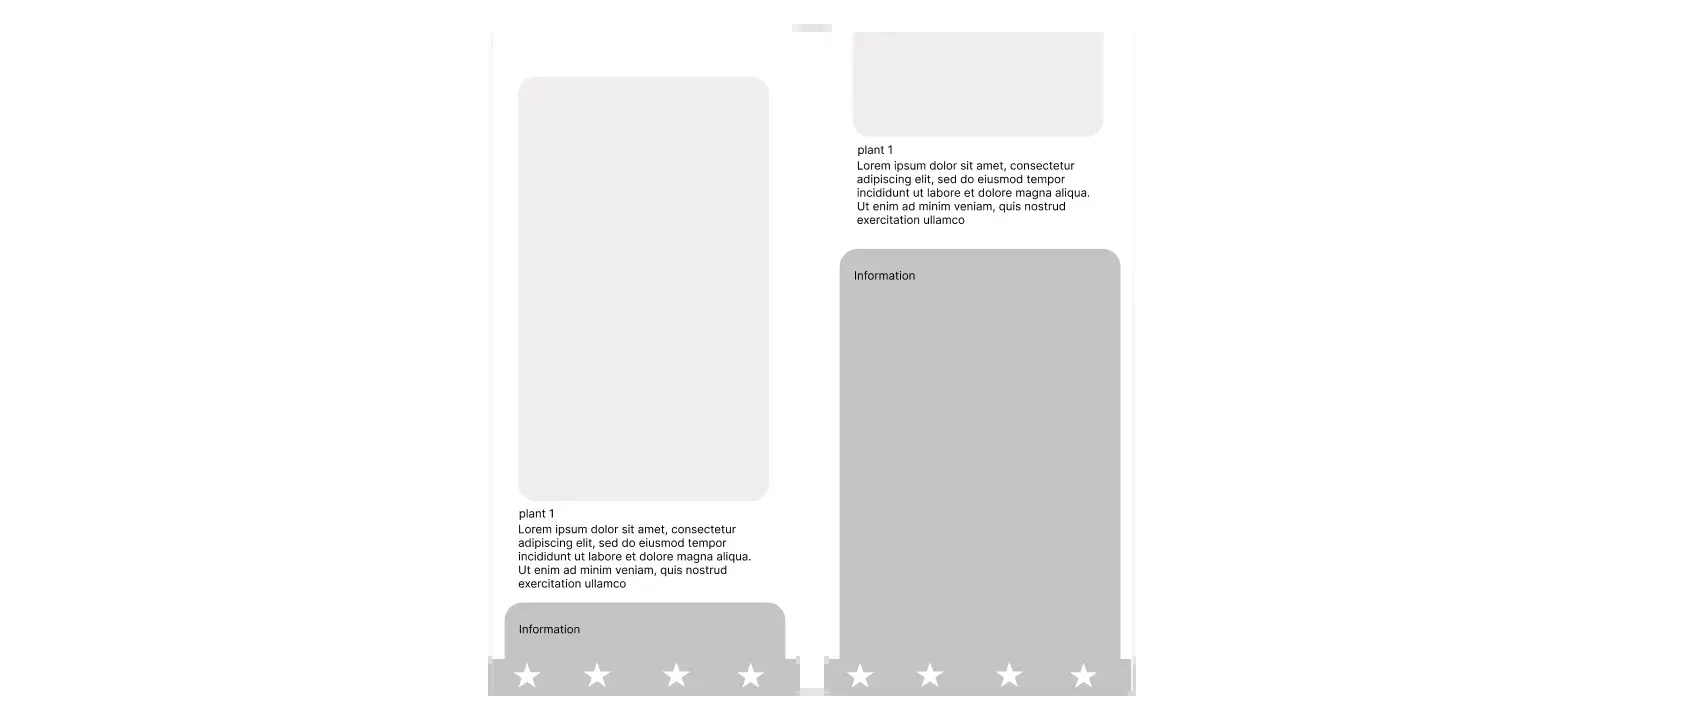 plant 1
Lorem ipsum dolor sit amet, consectetur
adipiscing elit, sed do eiusmod tempor
incididunt ut labore et dolore magna aliqua.
Ut enim ad minim veniam, quis nostrud
exercitation ullamco
Information
plant 1
Lorem ipsum dolor sit amet, consectetur
adipiscing elit, sed do eiusmod tempor
incididunt ut labore et dolore magna aliqua.
Ut enim ad minim veniam, quis nostrud
exercitation ullamco
Information